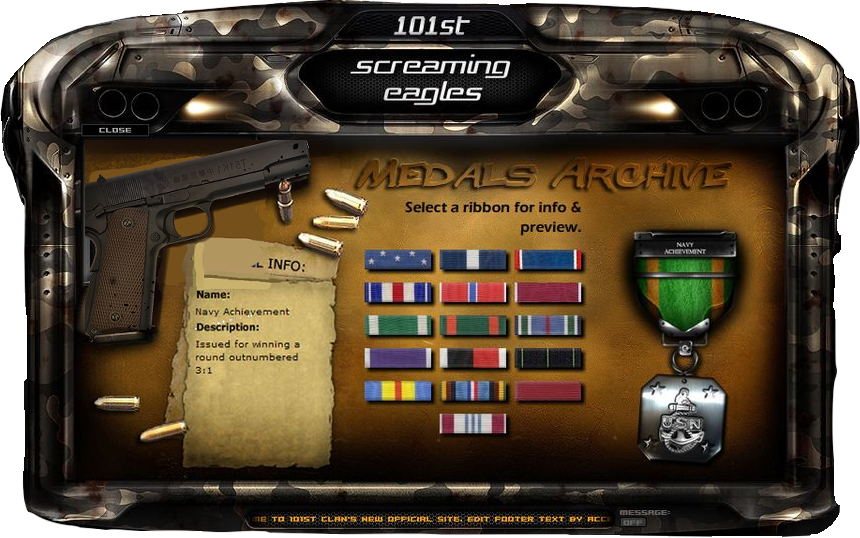 101st
screaming
eagles
CLOSE
MEDALS ARCHIVE
Select a ribbon for info &
preview.
NAVY
ACHIEVEMENT
INFO:
Name:
Navy Achievement
Description:
Issued for winning a
round outnumbered
3:1
USN
TO 101ST CLAN'S NEW OFFICIAL SITE. EDIT FOOTER TEXT BY
MESSAGE:
OFF